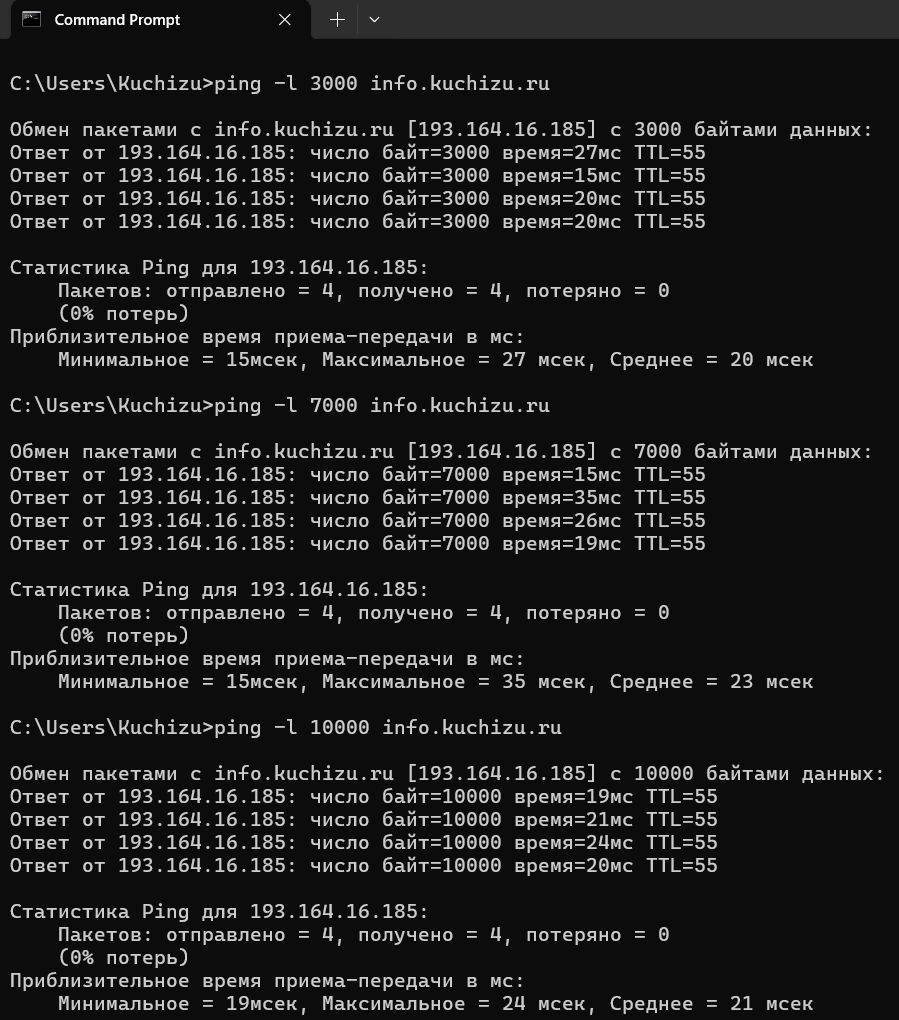 Command Prompt
C:\Users\Kuchizu>ping -l 3000 info.kuchizu.ru
Обмен пакетами с info.kuchizu.ru [193.164.16.185] с 3000 байтами данных:
Ответ от 193.164.16.185: число байт=3000 время=27мс TTL=55
Ответ от 193.164.16.185: число байт=3000 время=15мс TTL=55
Ответ от 193.164.16.185: число байт=3000 время=20мс TTL=55
Ответ от 193.164.16.185: число байт=3000 время=20мс TTL=55
Статистика Ping для 193.164.16.185:
Пакетов: отправлено = 4, получено = 4, потеряно = 0
(0% потерь)
Приблизительное время приема-передачи в мс:
Минимальное = 15мсек, Максимальное = 27 мсек, Среднее = 20 мсек
C:\Users\Kuchizu>ping -l 7000 info.kuchizu.ru
Обмен пакетами с info.kuchizu.ru [193.164.16.185] с 7000 байтами данных:
Ответ от 193.164.16.185: число байт=7000 время=15мс TTL=55
Ответ от 193.164.16.185: число байт=7000 время=35мс TTL=55
Ответ от 193.164.16.185: число байт=7000 время=26мс TTL=55
Ответ от 193.164.16.185: число байт=7000 время=19мс TTL=55
Статистика Ping для 193.164.16.185:
Пакетов: отправлено = 4, получено = 4, потеряно = 0
(0% потерь)
Приблизительное время приема-передачи в мс:
Минимальное = 15мсек, Максимальное = 35 мсек, Среднее = 23 мсек
C:\Users\Kuchizu>ping -l 10000 info.kuchizu.ru
Обмен пакетами с info.kuchizu.ru [193.164.16.185] с 10000 байтами данных:
Ответ от 193.164.16.185: число байт=10000 время=19мс TTL=55
Ответ от 193.164.16.185: число байт=10000 время=21мс TTL=55
Ответ от 193.164.16.185: число байт=10000 время=24мс TTL=55
Ответ от 193.164.16.185: число байт=10000 время=20мс TTL=55
Статистика Ping для 193.164.16.185:
Пакетов: отправлено = 4, получено = 4, потеряно = 0
(0% потерь)
Приблизительное время приема-передачи в мс:
Минимальное = 19мсек, Максимальное = 24 мсек, Среднее = 21 мсек